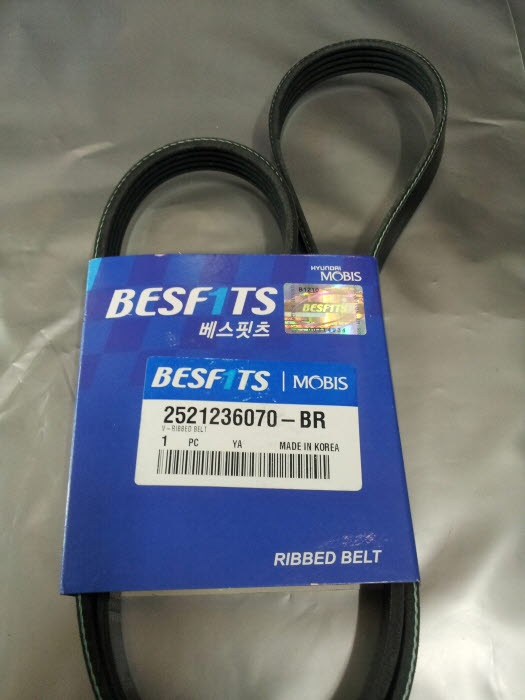 HYUNDAI
MOBIS
BESF1TS
베스핏츠
BESF1TS
BESF1TS | MOBIS
2521236070-BR
V-RIBBED BELT
1 PC YA MADE IN KOREA
RIBBED BELT